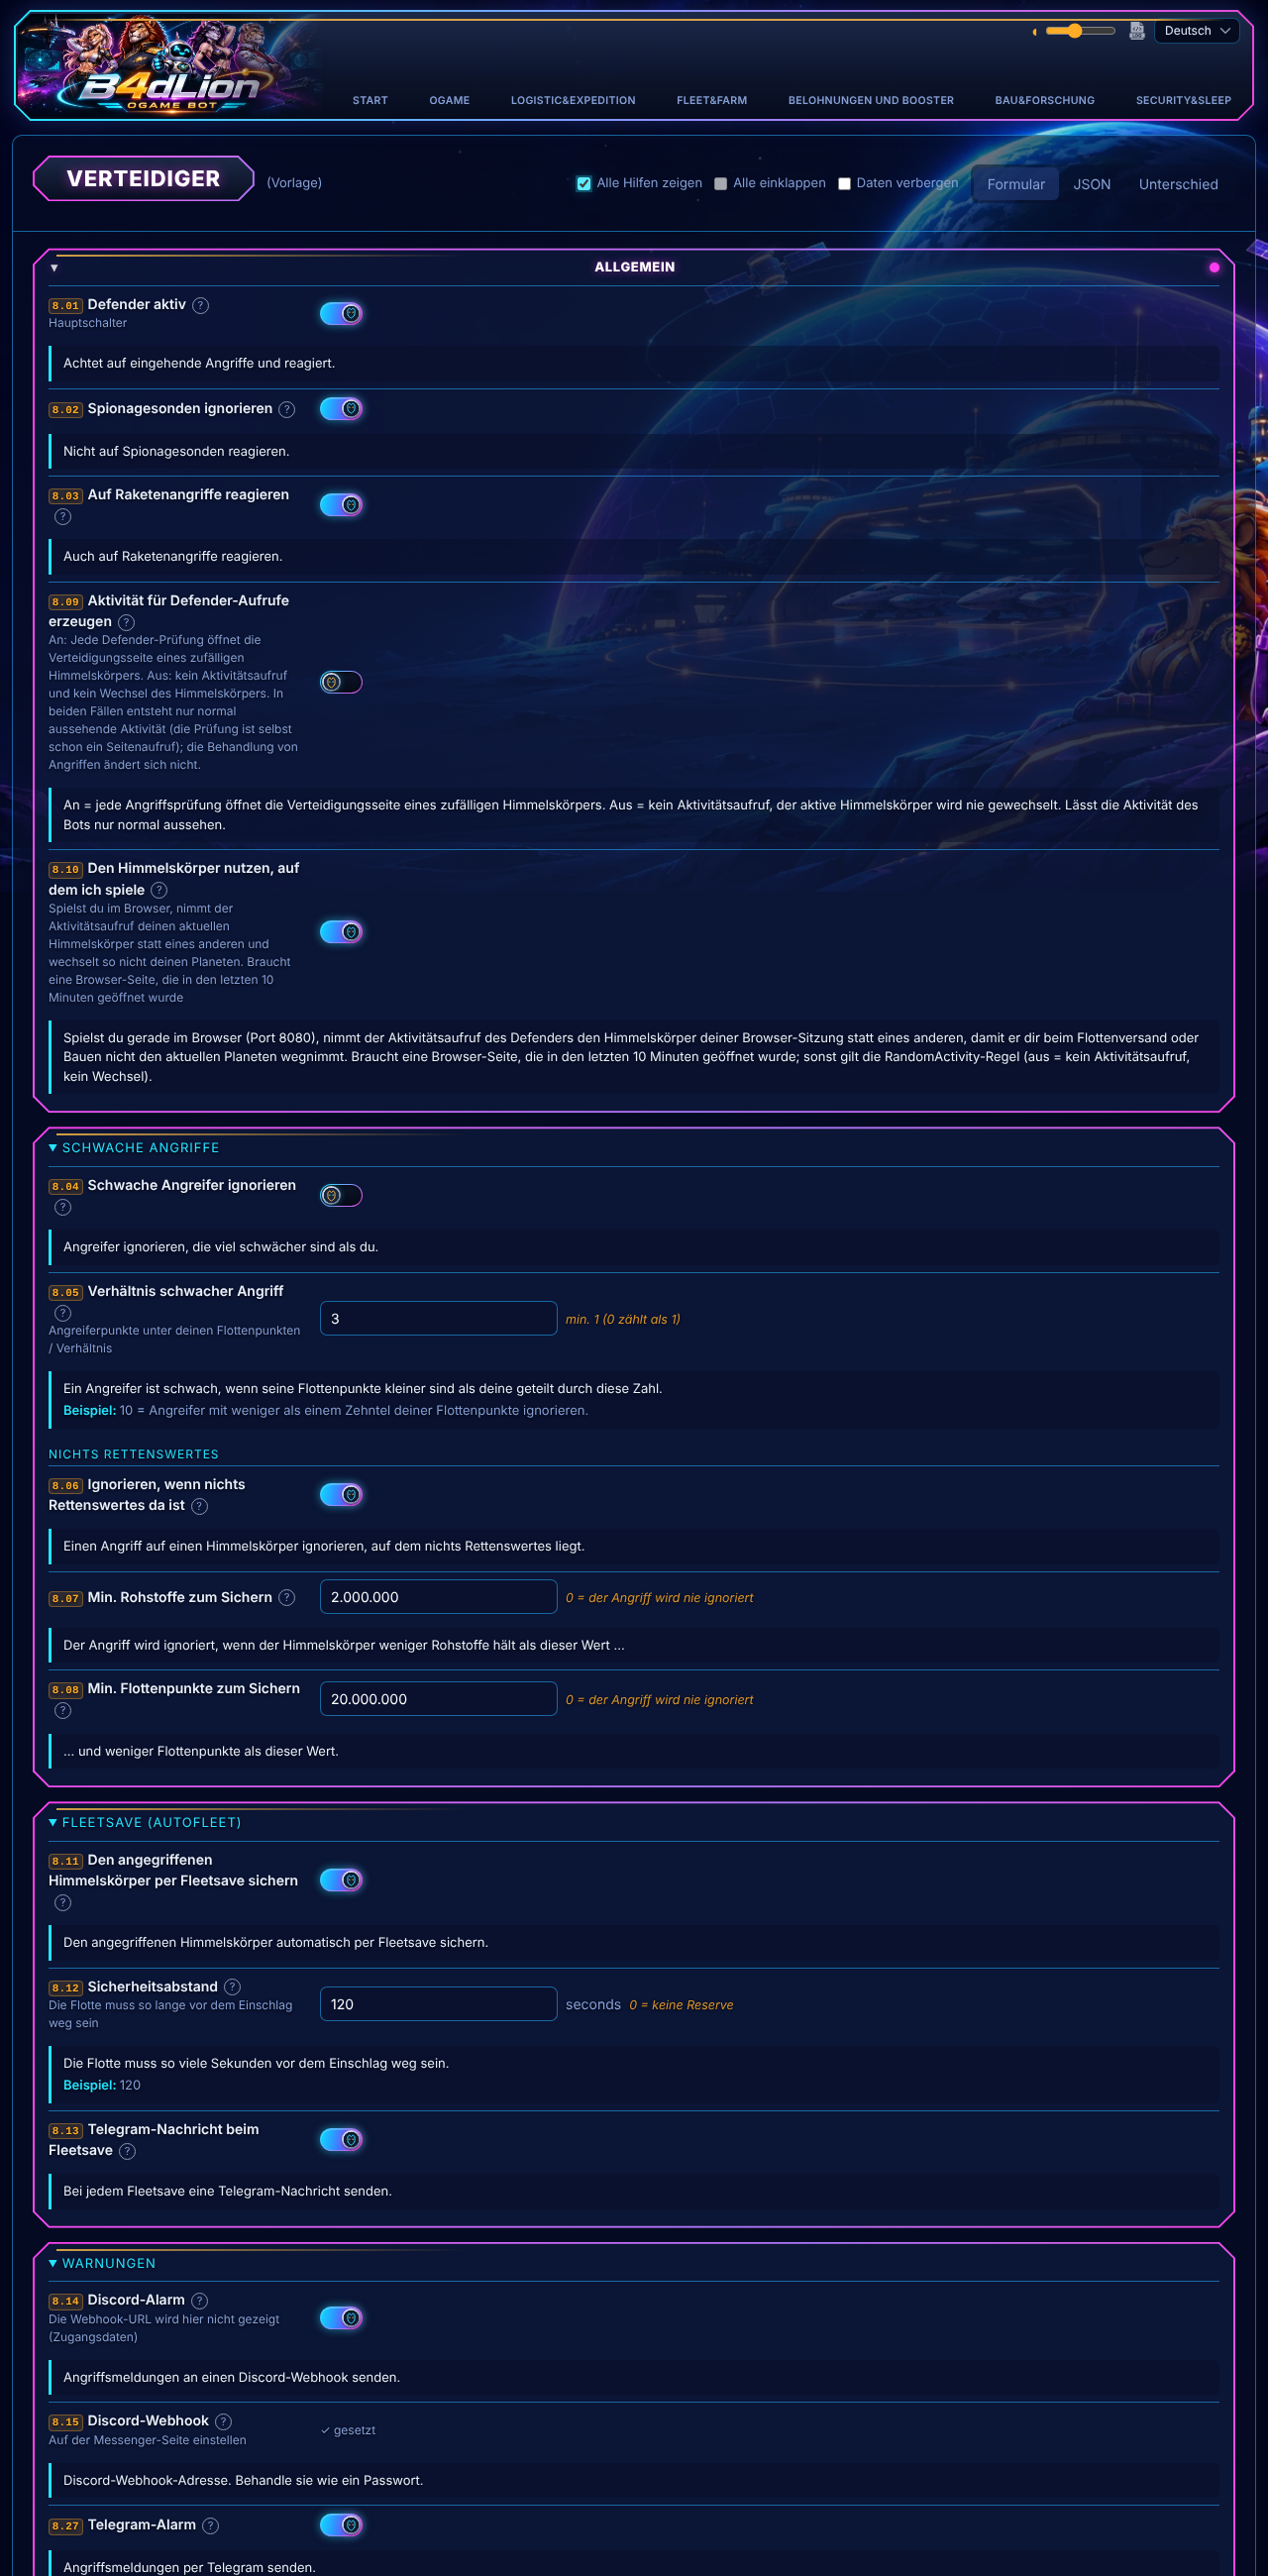 B4dLion
OGAME BOT
Deutsch
START
OGAME
LOGISTIC&EXPEDITION
FLEET&FARM
BELOHNUNGEN UND BOOSTER
BAU&FORSCHUNG
SECURITY&SLEEP
VERTEIDIGER
(Vorlage)
Alle Hilfen zeigen
Alle einklappen
Daten verbergen
Formular
JSON
Unterschied
ALLGEMEIN
8.01 Defender aktiv ?
Hauptschalter
Achtet auf eingehende Angriffe und reagiert.
8.02 Spionagesonden ignorieren ?
Nicht auf Spionagesonden reagieren.
8.03 Auf Raketenangriffe reagieren
?
Auch auf Raketenangriffe reagieren.
8.09 Aktivität für Defender-Aufrufe
erzeugen ?
An: Jede Defender-Prüfung öffnet die
Verteidigungsseite eines zufälligen
Himmelskörpers. Aus: kein Aktivitätsaufruf
und kein Wechsel des Himmelskörpers. In
beiden Fällen entsteht nur normal
aussehende Aktivität (die Prüfung ist selbst
schon ein Seitenaufruf); die Behandlung von
Angriffen ändert sich nicht.
An = jede Angriffsprüfung öffnet die Verteidigungsseite eines zufälligen Himmelskörpers. Aus = kein Aktivitätsaufruf, der aktive Himmelskörper wird nie gewechselt. Lässt die Aktivität des
Bots nur normal aussehen.
8.10 Den Himmelskörper nutzen, auf
dem ich spiele ?
Spielst du im Browser, nimmt der
Aktivitätsaufruf deinen aktuellen
Himmelskörper statt eines anderen und
wechselt so nicht deinen Planeten. Braucht
eine Browser-Seite, die in den letzten 10
Minuten geöffnet wurde
Spielst du gerade im Browser (Port 8080), nimmt der Aktivitätsaufruf des Defenders den Himmelskörper deiner Browser-Sitzung statt eines anderen, damit er dir beim Flottenversand oder
Bauen nicht den aktuellen Planeten wegnimmt. Braucht eine Browser-Seite, die in den letzten 10 Minuten geöffnet wurde; sonst gilt die RandomActivity-Regel (aus = kein Aktivitätsaufruf,
kein Wechsel).
SCHWACHE ANGRIFFE
8.04 Schwache Angreifer ignorieren
?
Angreifer ignorieren, die viel schwächer sind als du.
8.05 Verhältnis schwacher Angriff
?
Angreiferpunkte unter deinen Flottenpunkten
/ Verhältnis
3
min. 1 (0 zählt als 1)
Ein Angreifer ist schwach, wenn seine Flottenpunkte kleiner sind als deine geteilt durch diese Zahl.
Beispiel: 10 = Angreifer mit weniger als einem Zehntel deiner Flottenpunkte ignorieren.
NICHTS RETTENSWERTES
8.06 Ignorieren, wenn nichts
Rettenswertes da ist ?
Einen Angriff auf einen Himmelskörper ignorieren, auf dem nichts Rettenswertes liegt.
8.07 Min. Rohstoffe zum Sichern ?
2.000.000
0 = der Angriff wird nie ignoriert
Der Angriff wird ignoriert, wenn der Himmelskörper weniger Rohstoffe hält als dieser Wert ...
8.08 Min. Flottenpunkte zum Sichern
?
20.000.000
0 = der Angriff wird nie ignoriert
... und weniger Flottenpunkte als dieser Wert.
FLEETSAVE (AUTOFLEET)
8.11 Den angegriffenen
Himmelskörper per Fleetsave sichern
?
Den angegriffenen Himmelskörper automatisch per Fleetsave sichern.
8.12 Sicherheitsabstand ?
Die Flotte muss so lange vor dem Einschlag
weg sein
120
seconds
0 = keine Reserve
Die Flotte muss so viele Sekunden vor dem Einschlag weg sein.
Beispiel: 120
8.13 Telegram-Nachricht beim
Fleetsave ?
Bei jedem Fleetsave eine Telegram-Nachricht senden.
WARNUNGEN
8.14 Discord-Alarm ?
Die Webhook-URL wird hier nicht gezeigt
(Zugangsdaten)
Angriffsmeldungen an einen Discord-Webhook senden.
8.15 Discord-Webhook ?
Auf der Messenger-Seite einstellen
✓ gesetzt
Discord-Webhook-Adresse. Behandle sie wie ein Passwort.
8.27 Telegram-Alarm ?
Angriffsmeldungen per Telegram senden.